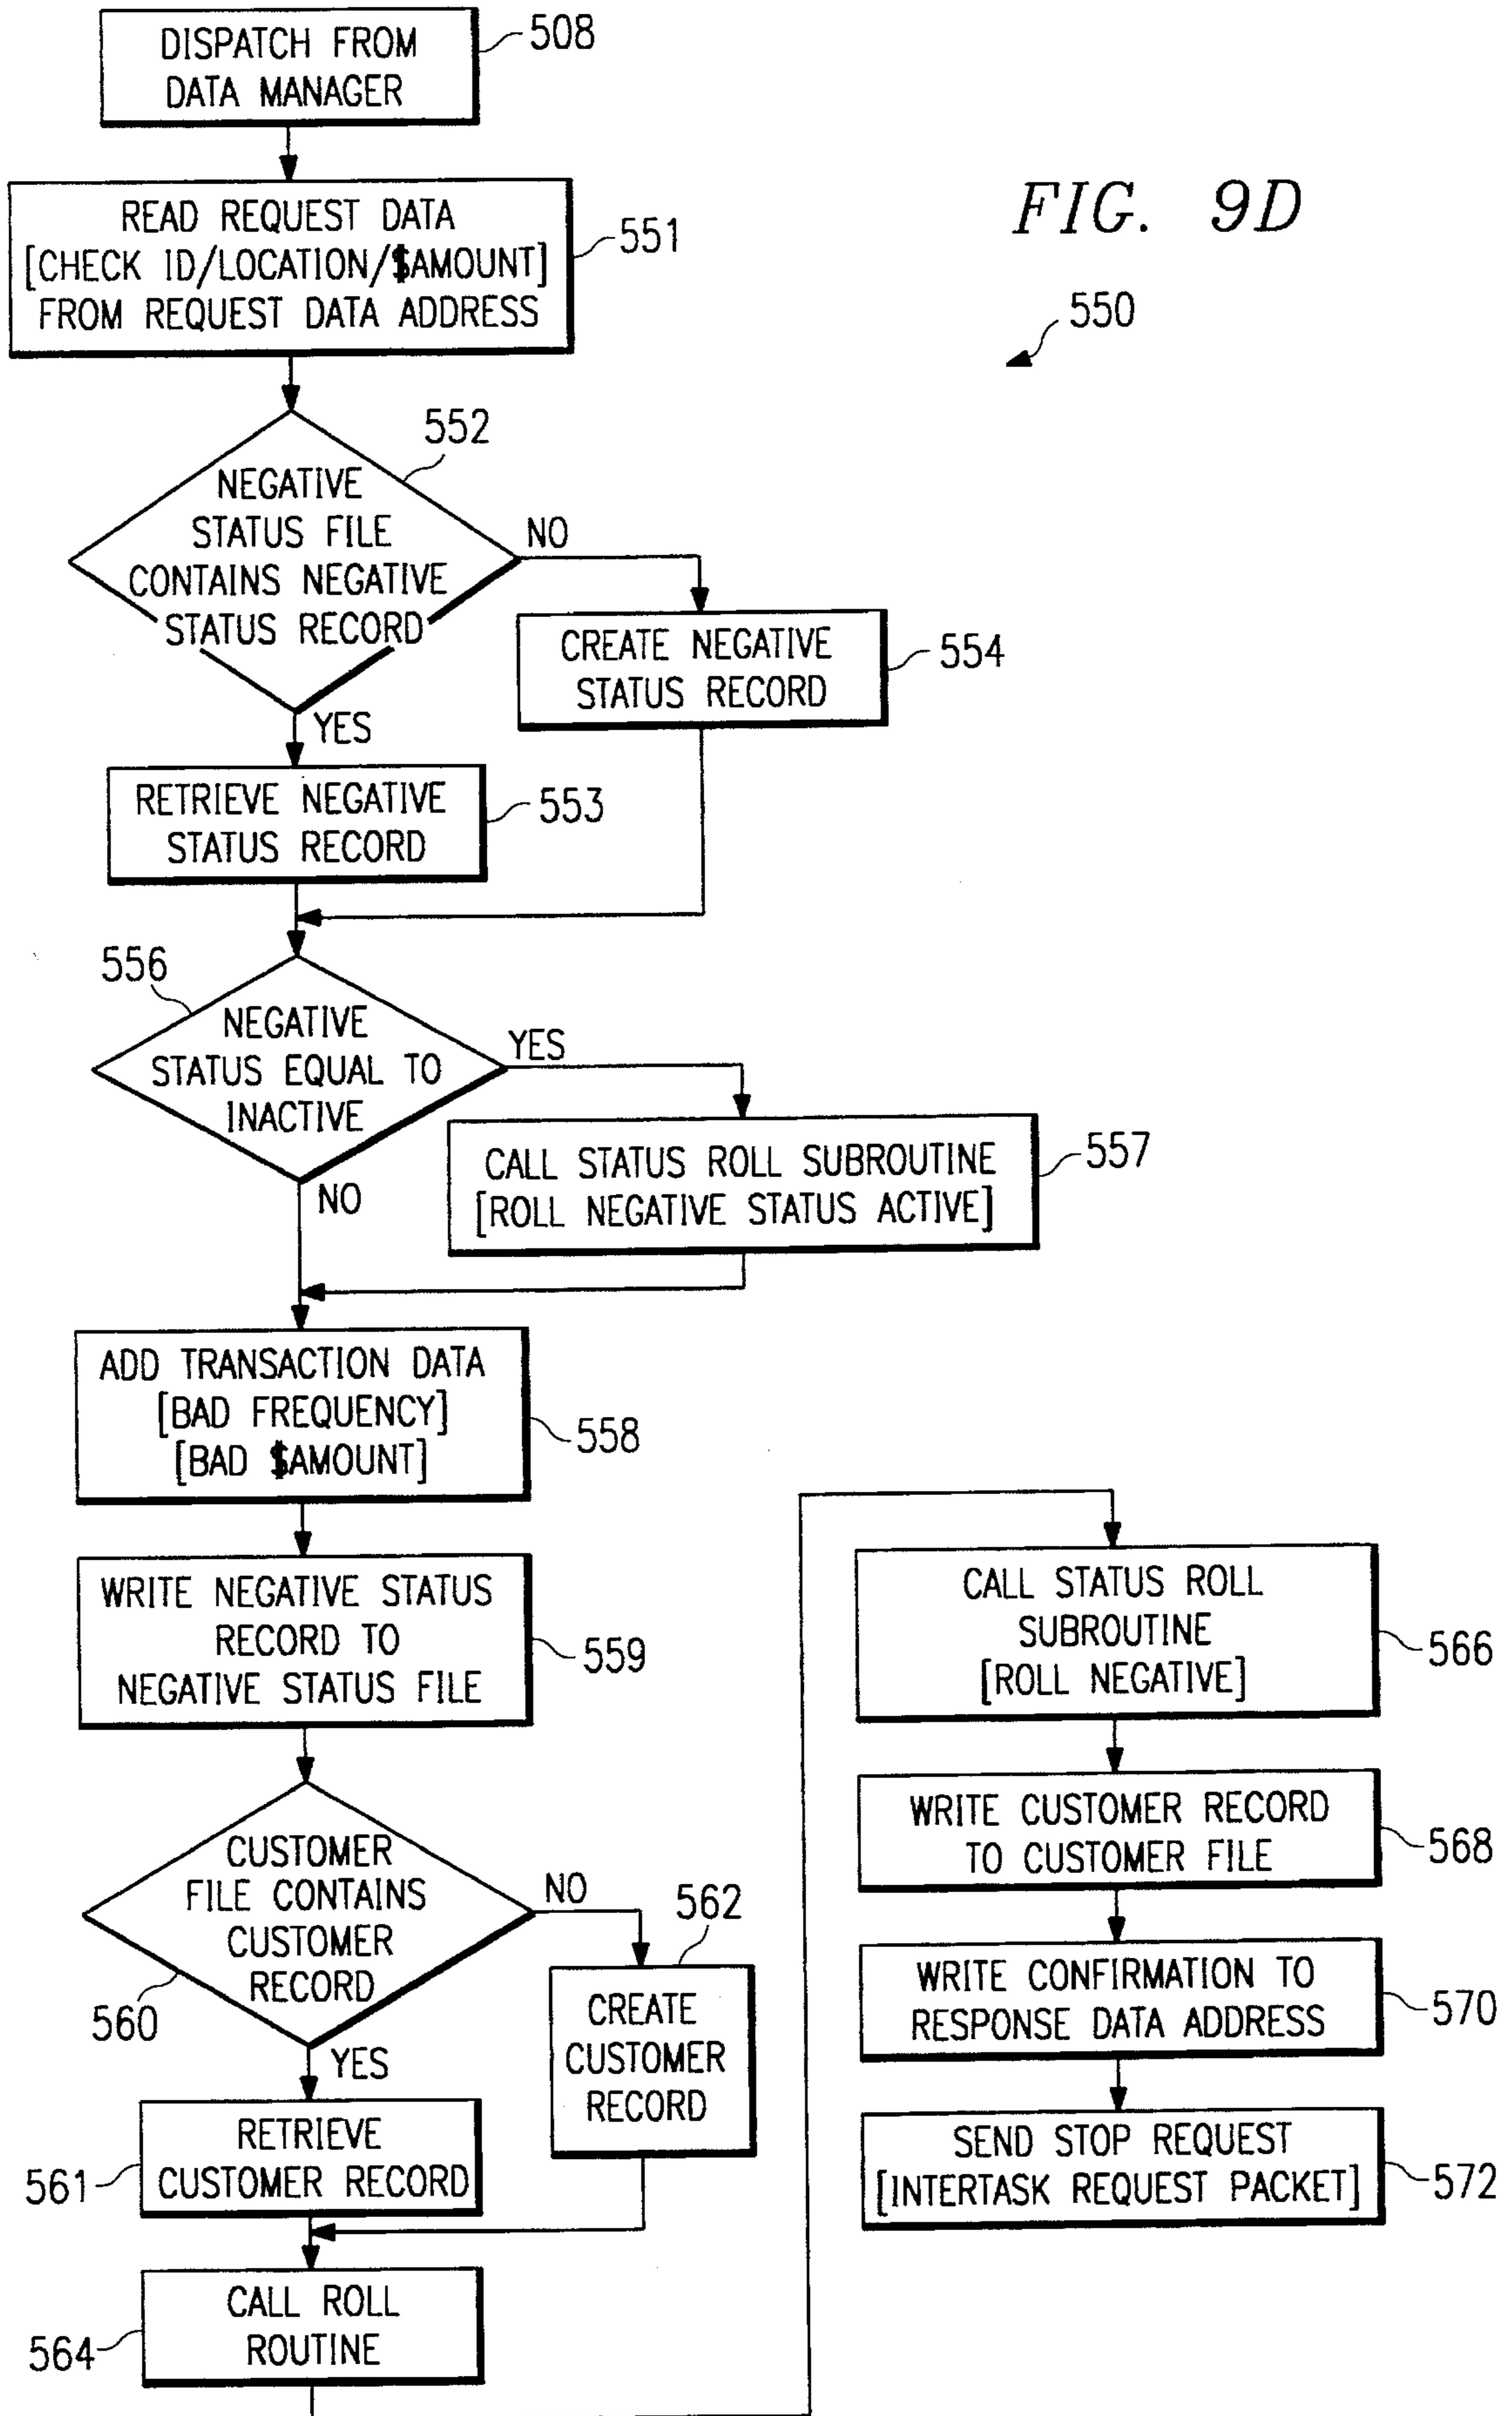 DISPATCH FROM
DATA MANAGER
508
READ REQUEST DATA
[CHECK ID/LOCATION/$AMOUNT]
FROM REQUEST DATA ADDRESS
551
FIG. 9D
550
552
NEGATIVE
STATUS FILE
CONTAINS NEGATIVE
STATUS RECORD
NO
CREATE NEGATIVE
STATUS RECORD
554
YES
RETRIEVE NEGATIVE
STATUS RECORD
553
556
NEGATIVE
STATUS EQUAL TO
INACTIVE
YES
CALL STATUS ROLL SUBROUTINE
[ROLL NEGATIVE STATUS ACTIVE]
557
NO
ADD TRANSACTION DATA
[BAD FREQUENCY]
[BAD $AMOUNT]
558
WRITE NEGATIVE STATUS
RECORD TO
NEGATIVE STATUS FILE
559
CUSTOMER
FILE CONTAINS
CUSTOMER
RECORD
560
NO
562
CREATE
CUSTOMER
RECORD
YES
RETRIEVE
CUSTOMER RECORD
561
CALL ROLL
ROUTINE
564
CALL STATUS ROLL
SUBROUTINE
[ROLL NEGATIVE]
566
WRITE CUSTOMER RECORD
TO CUSTOMER FILE
568
WRITE CONFIRMATION TO
RESPONSE DATA ADDRESS
570
SEND STOP REQUEST
[INTERTASK REQUEST PACKET]
572